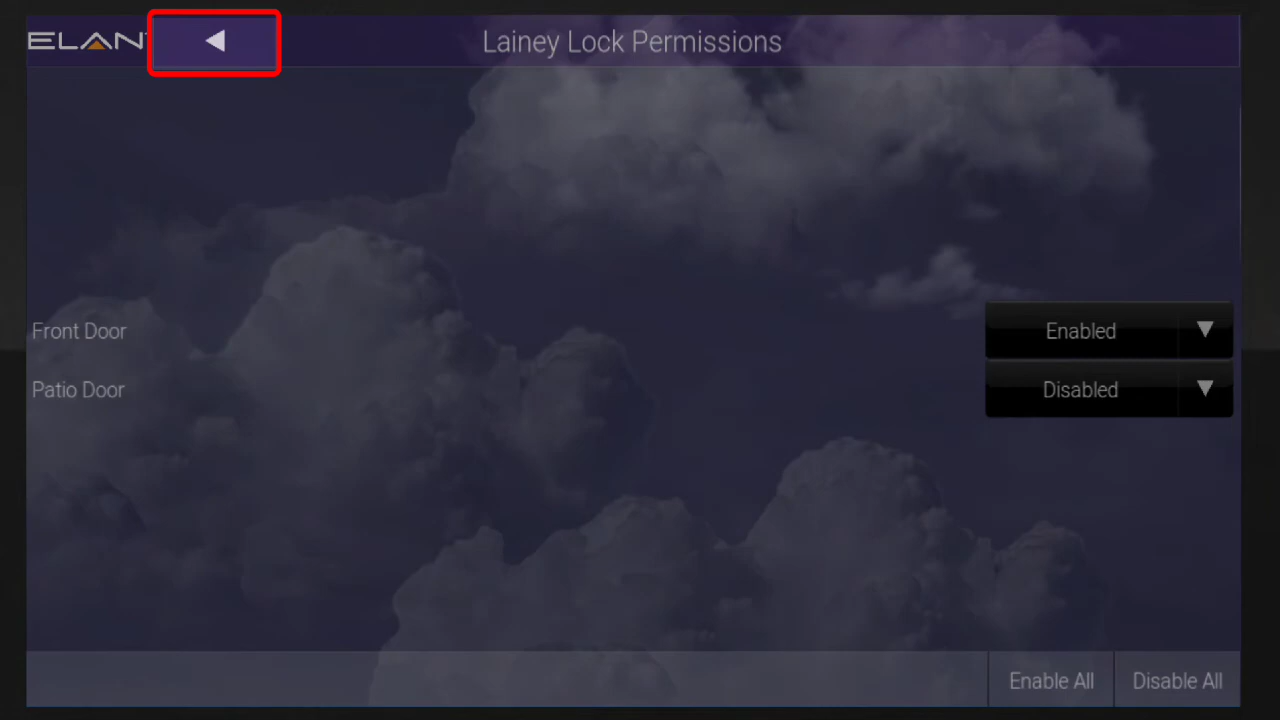 ELAN
Lainey Lock Permissions
Front Door
Enabled
Patio Door
Disabled
Enable All
Disable All